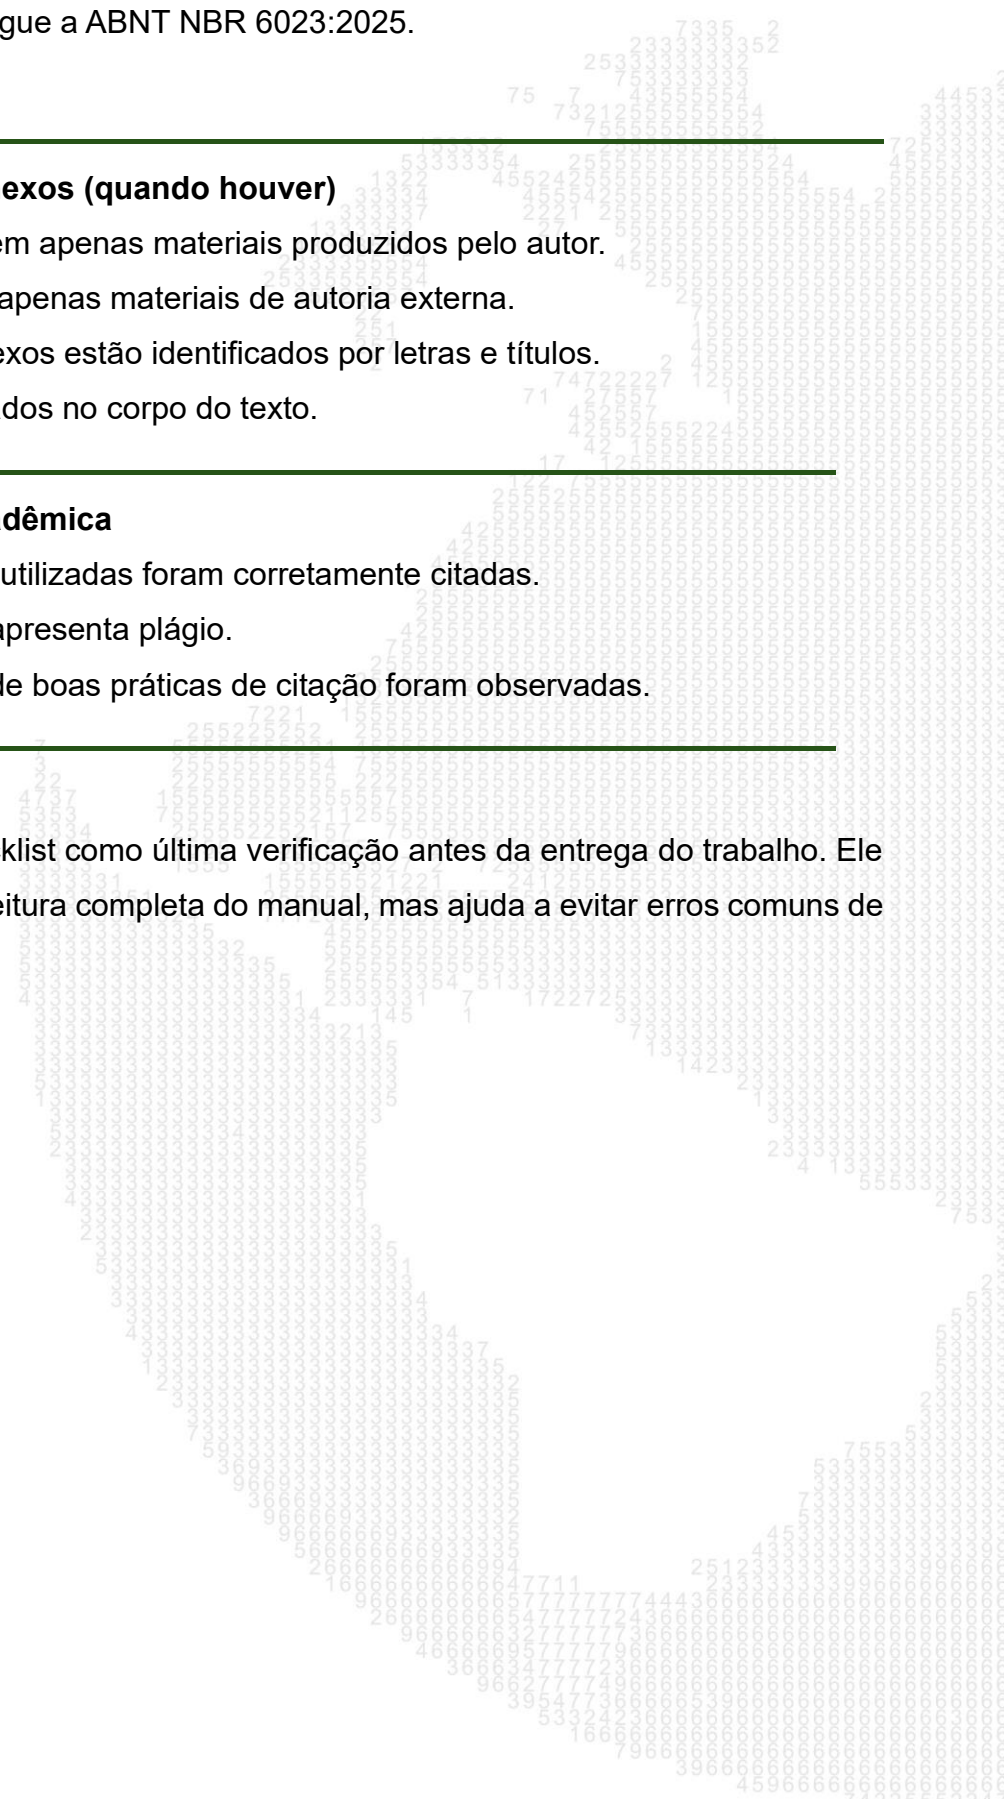 gue a ABNT NBR 6023:2025.
exos (quando houver)
em apenas materiais produzidos pelo autor.
apenas materiais de autoria externa.
exos estão identificados por letras e títulos.
dos no corpo do texto.
dêmica
utilizadas foram corretamente citadas.
apresenta plágio.
de boas práticas de citação foram observadas.
klist como última verificação antes da entrega do trabalho. Ele
eitura completa do manual, mas ajuda a evitar erros comuns de